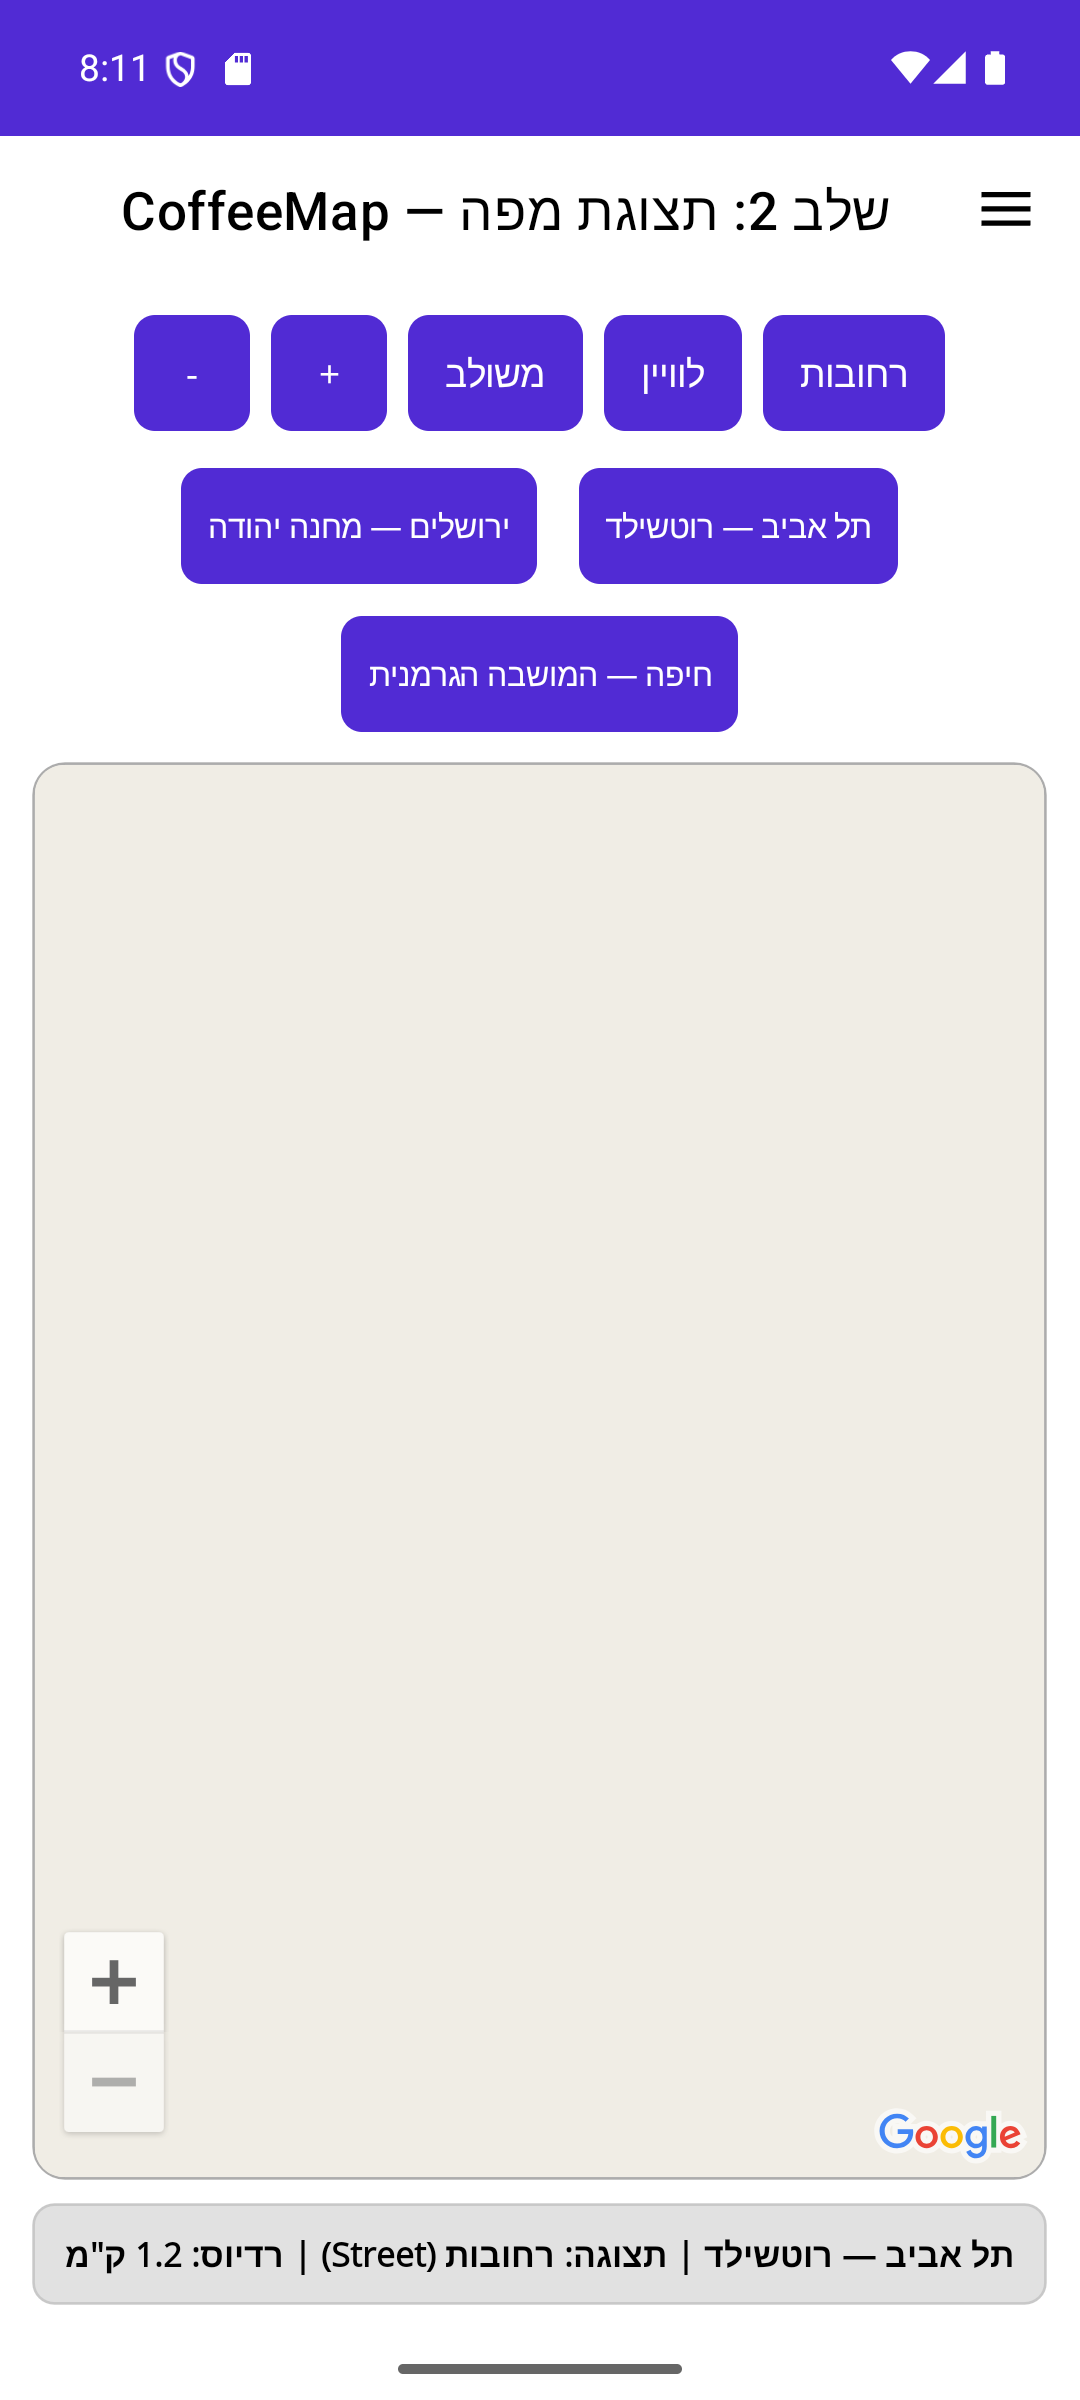 8:11
שלב 2: תצוגת מפה — CoffeeMap
רחובות לוויין משולב + -
תל אביב — רוטשילד ירושלים — מחנה יהודה
חיפה — המושבה הגרמנית
+
−
Google
תל אביב — רוטשילד | תצוגה: רחובות (Street) | רדיוס: 1.2 ק"מ